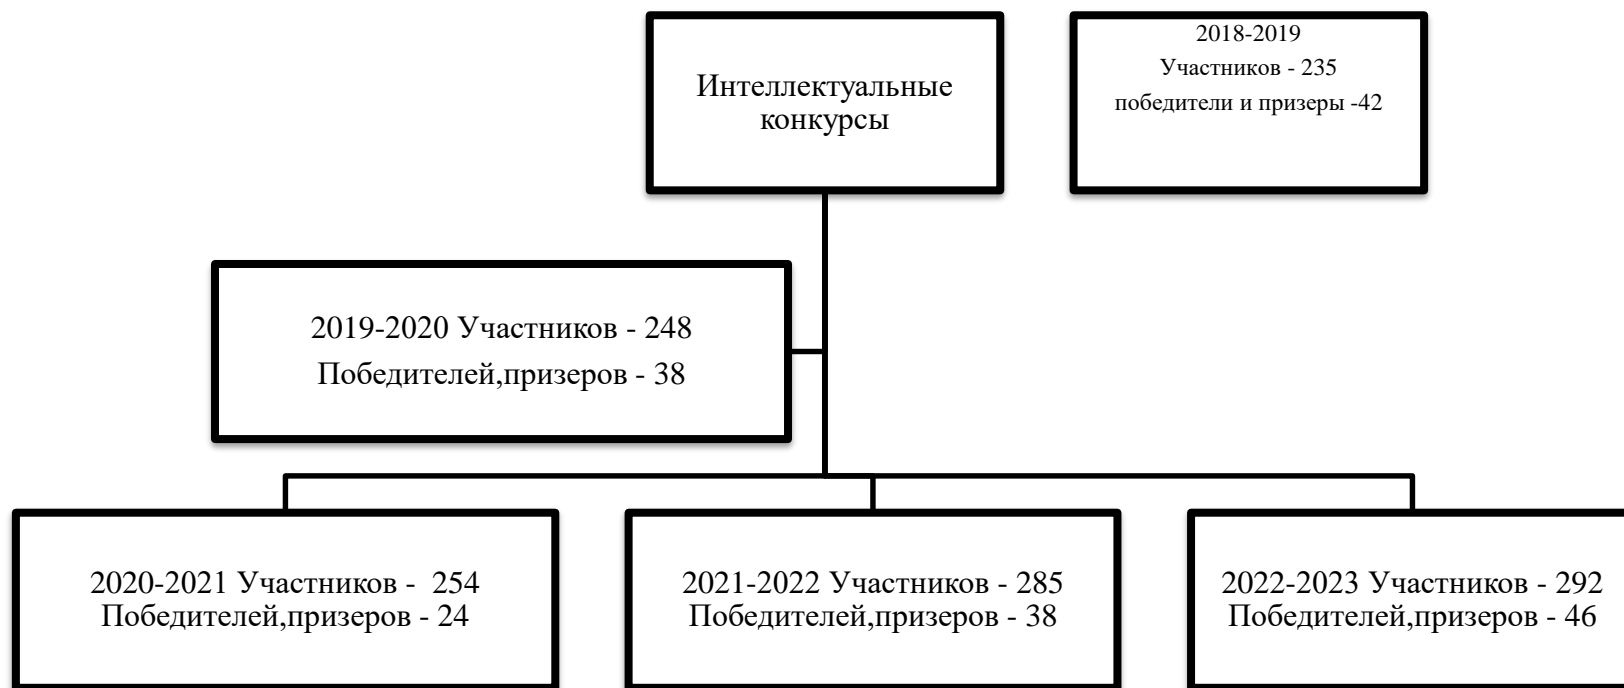 Интеллектуальные
конкурсы
2018-2019
Участников - 235
победители и призеры -42
2019-2020 Участников - 248
Победителей,призеров - 38
2020-2021 Участников -  254
Победителей,призеров - 24
2021-2022 Участников - 285
Победителей,призеров - 38
2022-2023 Участников - 292
Победителей,призеров - 46